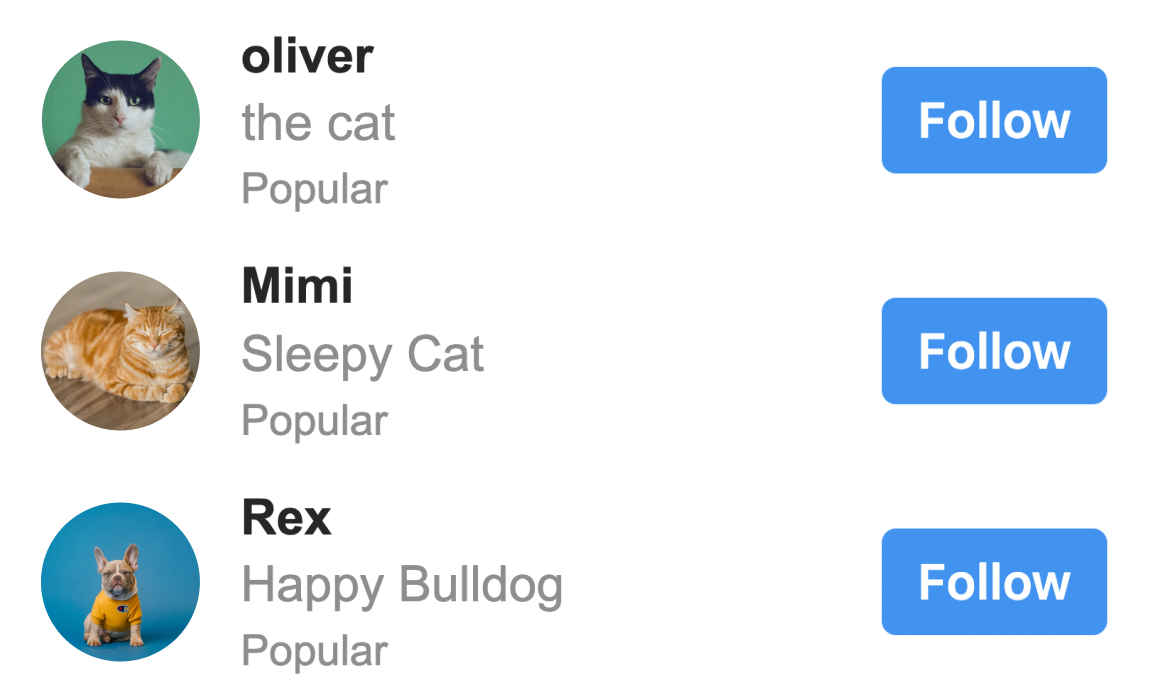 oliver
the cat
Popular
Follow
Mimi
Sleepy Cat
Popular
Follow
Rex
Happy Bulldog
Popular
Follow